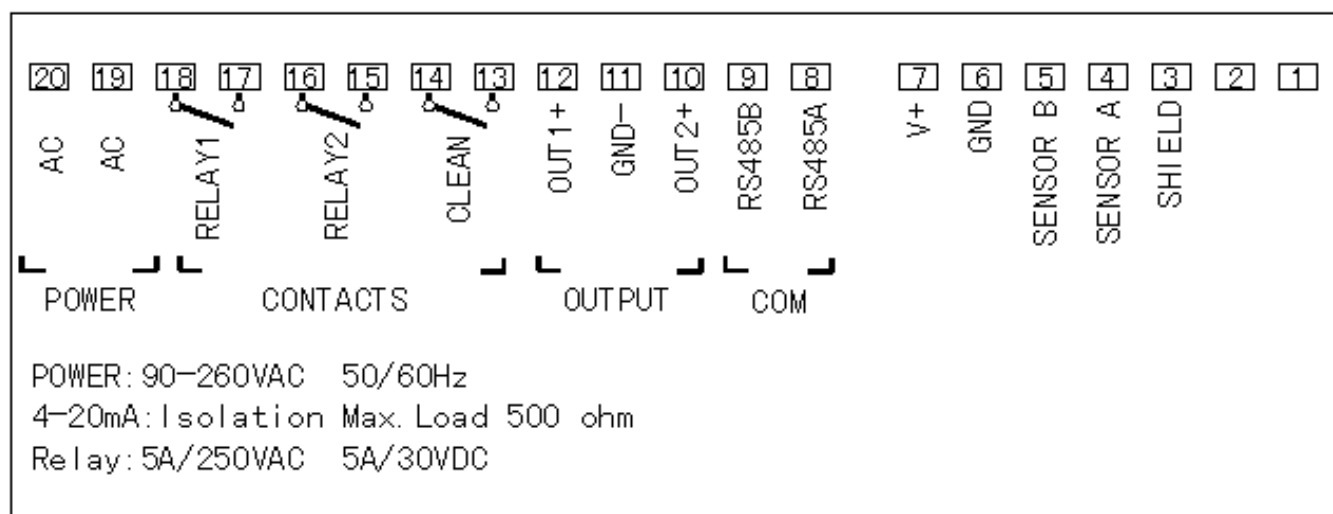 20 19 18 17 16 15 14 13 12 11 10 9 8 7 6 5 4 3 2 1
AC AC RELAY1 RELAY2 CLEAN OUT1+ GND- OUT2+ RS485B RS485A V+ GND SENSOR B SENSOR A SHIELD
POWER CONTACTS OUTPUT COM
POWER:90-260VAC 50/60Hz
4-20mA:Isolation Max.Load 500 ohm
Relay:5A/250VAC 5A/30VDC